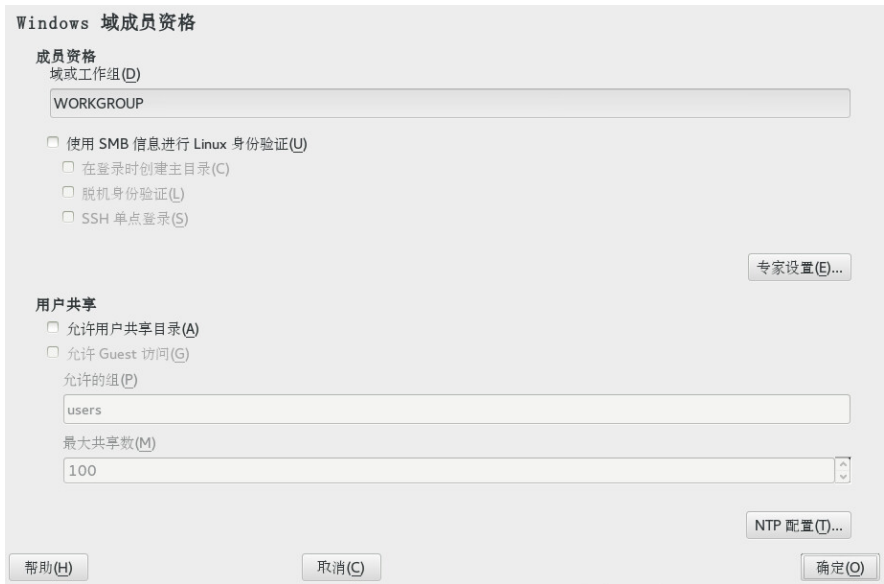 Windows 域成员资格
成员资格
域或工作组(D)
WORKGROUP
使用 SMB 信息进行 Linux 身份验证(U)
在登录时创建主目录(C)
脱机身份验证(L)
SSH 单点登录(S)
专家设置(E)...
用户共享
允许用户共享目录(A)
允许 Guest 访问(G)
允许的组(P)
users
最大共享数(M)
100
NTP 配置(T)...
帮助(H) 取消(C) 确定(O)